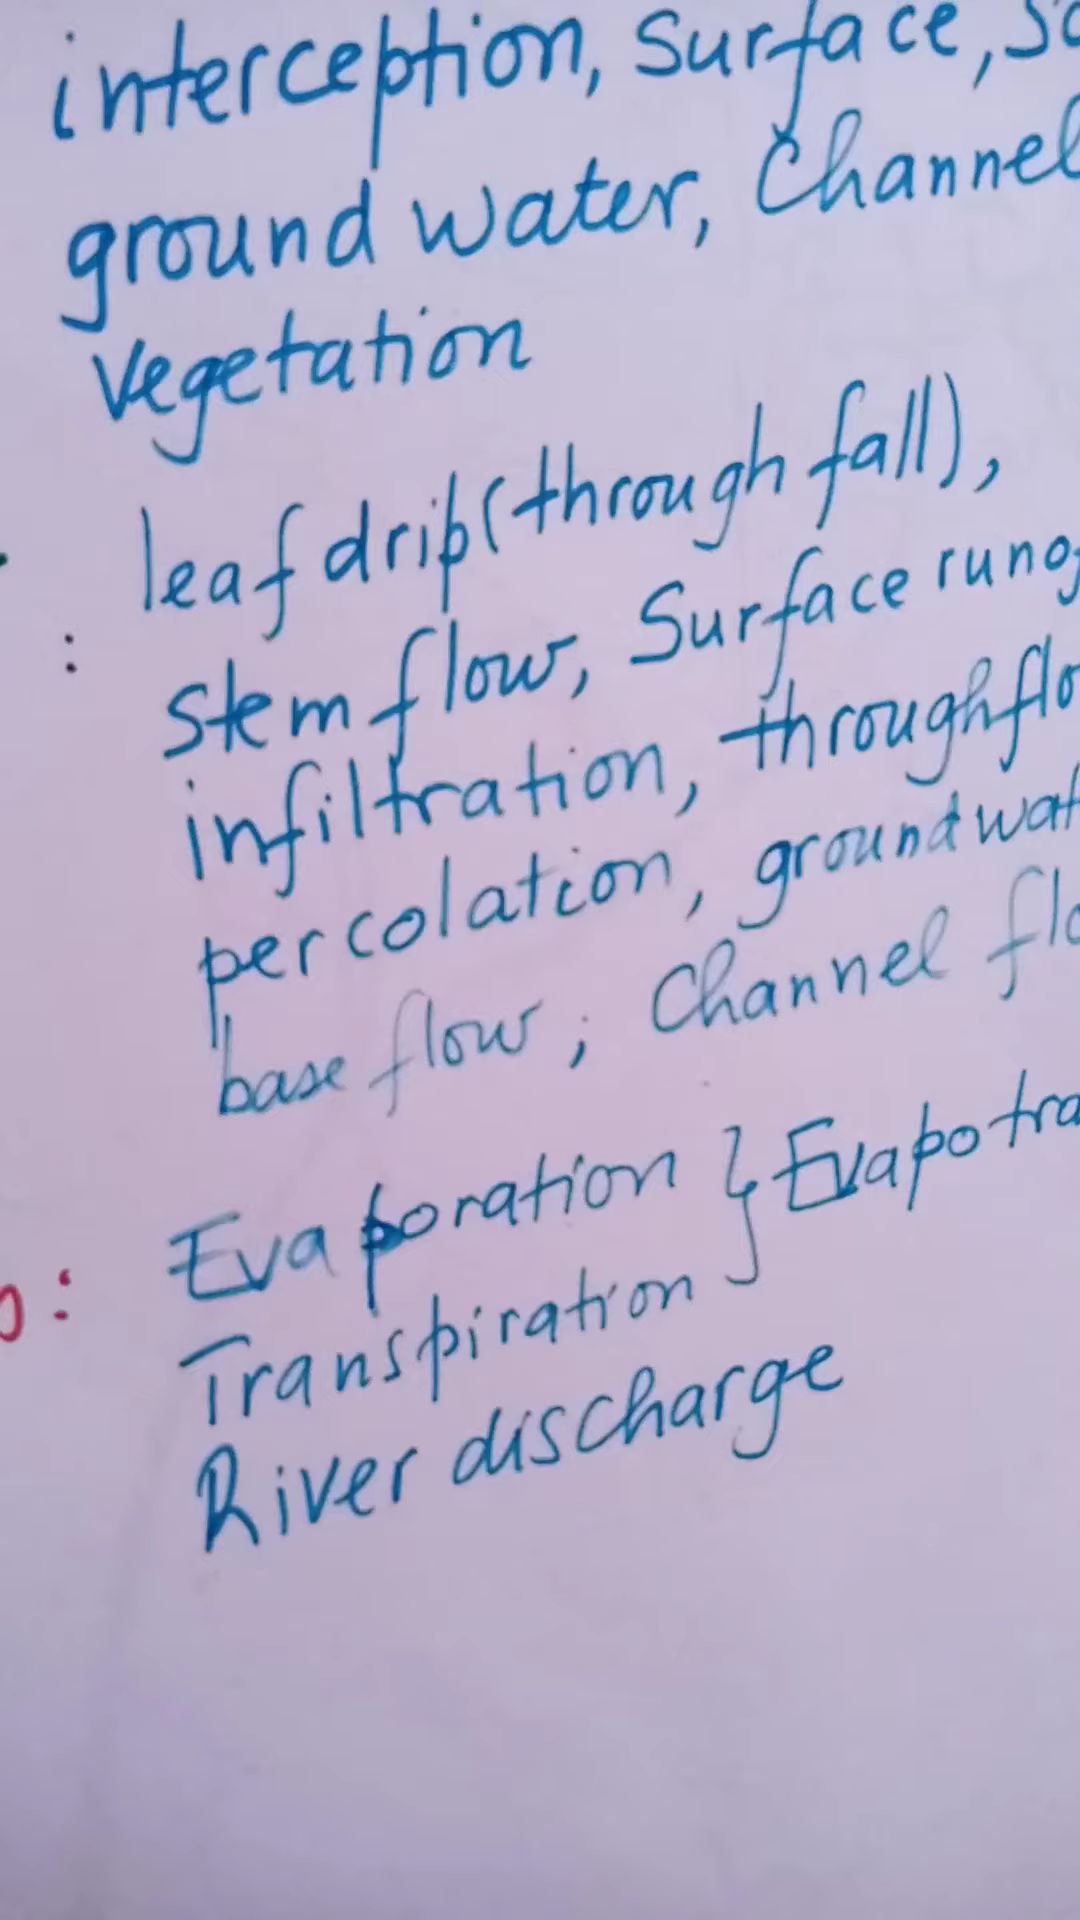 interception, Surface,
ground water, Channel
Vegetation
leaf drip (through fall),
: stem flow, Surface
infiltration,
percolation,
base flow; Channel
Evaporation }
: Transpiration
River discharge